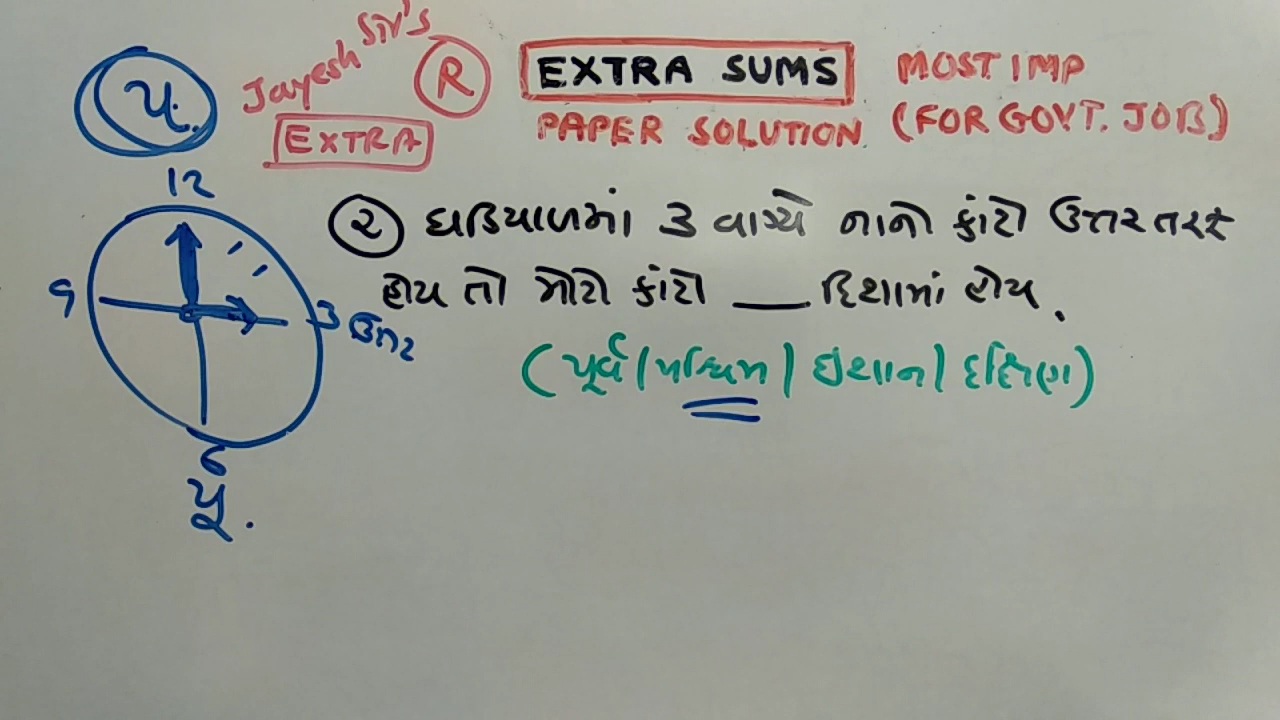 Jayesh Sir's
EXTRA
R
EXTRA SUMS
PAPER SOLUTION
MOST IMP
(FOR GOVT. JOB)
૨ ઘડિયાળમાં 3 વાગ્યે નાનો કાંટો ઉત્તર તરફ
હોય તો મોટો કાંટો ___ દિશામાં હોય.
(પૂર્વ/પશ્ચિમ/ઇશાન/દક્ષિણ)
પ.
12
9
3 ઉત્તર
6
પૂ.